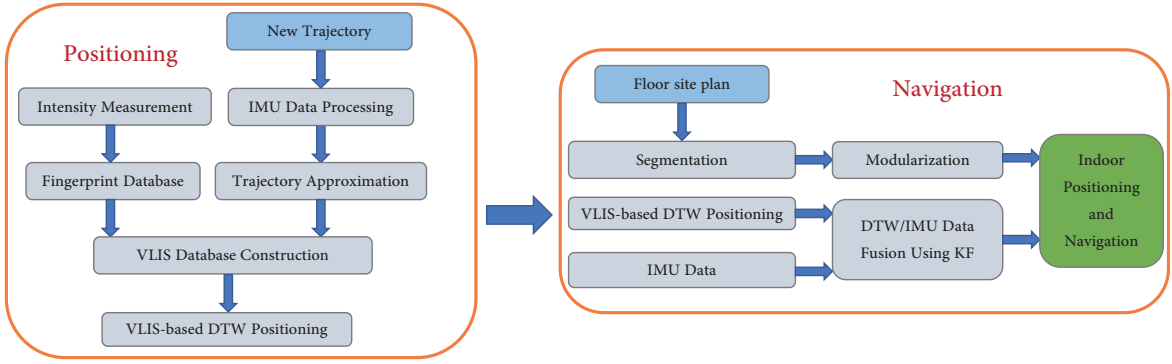 Positioning
New Trajectory
Intensity Measurement
IMU Data Processing
Fingerprint Database
Trajectory Approximation
VLIS Database Construction
VLIS-based DTW Positioning
Navigation
Floor site plan
Segmentation
Modularization
VLIS-based DTW Positioning
IMU Data
DTW/IMU Data
Fusion Using KF
Indoor
Positioning
and
Navigation